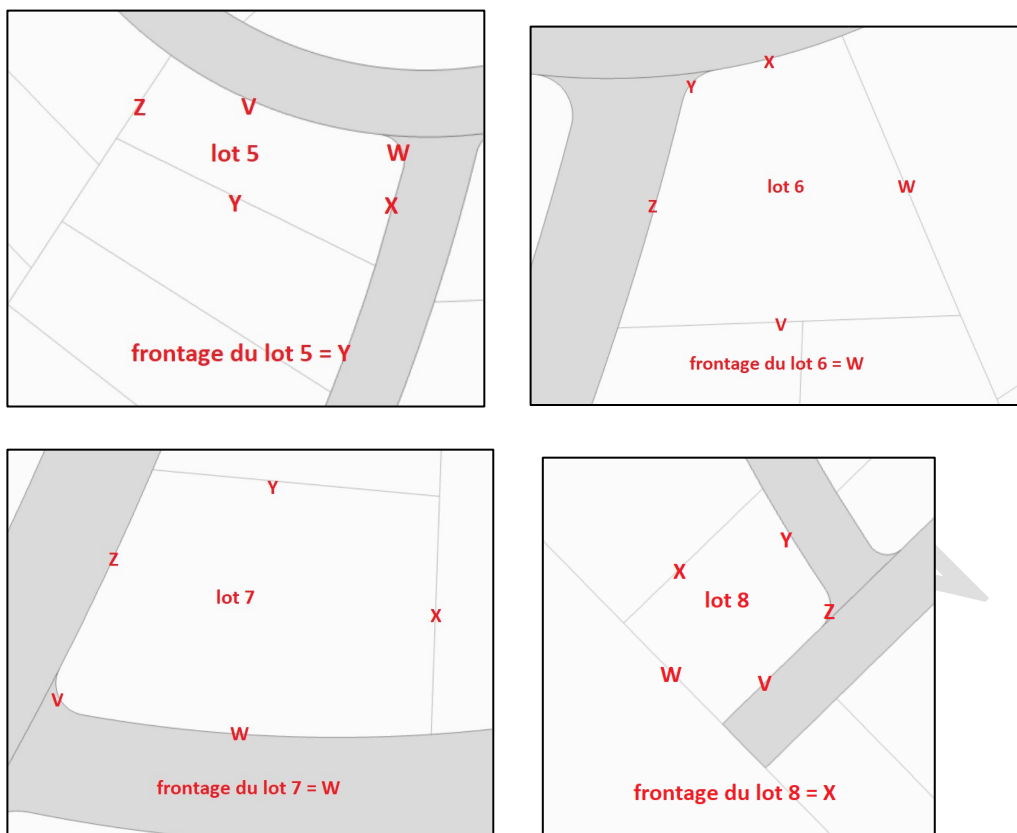 Z
V
lot 5
W
Y
X
frontage du lot 5 = Y
X
Y
lot 6
W
Z
V
frontage du lot 6 = W
Y
Z
lot 7
X
V
W
frontage du lot 7 = W
Y
X
lot 8
Z
W
V
frontage du lot 8 = X